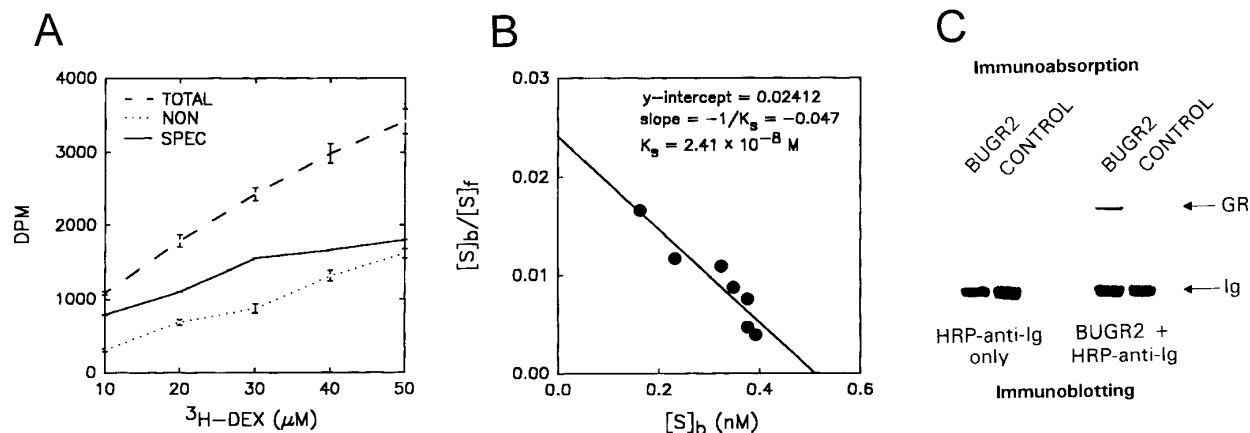 A
4000
3000
2000
1000
0
DPM
TOTAL
NON
SPEC
10
20
30
40
50
³H-DEX (μM)
B
0.03
0.02
0.01
0.00
[S]b/[S]f
y-intercept = 0.02412
slope = -1/Ks = -0.047
Ks = 2.41 × 10⁻⁸ M
0.0
0.2
0.4
0.6
[S]b (nM)
C
Immunoabsorption
BUGR2
CONTROL
BUGR2
CONTROL
GR
Ig
HRP-anti-Ig
only
BUGR2 +
HRP-anti-Ig
Immunoblotting